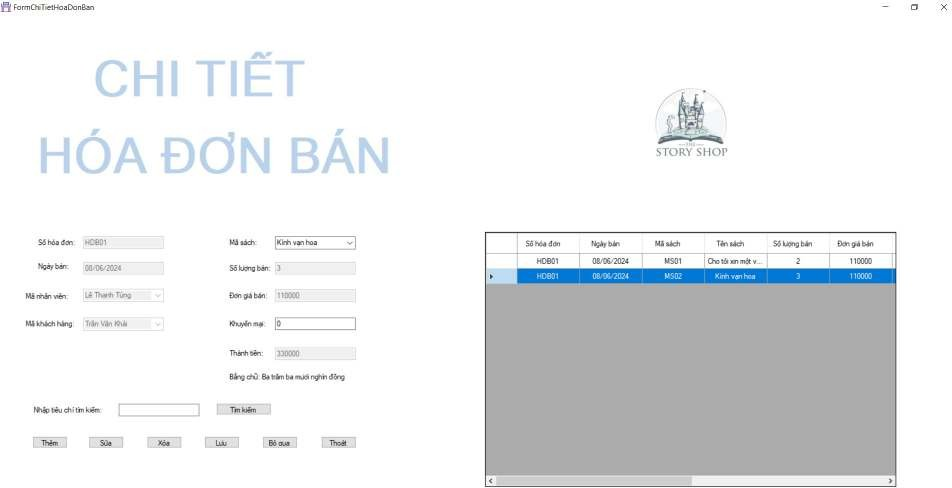 FormChiTietHoaDonBan
CHI TIẾT
HÓA ĐƠN BÁN
THE
STORY SHOP
Số hóa đơn: HDB01
Mã sách: Kính vạn hoa
Ngày bán: 08/06/2024
Số lượng bán: 3
Mã nhân viên: Lê Thanh Tùng
Đơn giá bán: 110000
Mã khách hàng: Trần Văn Khải
Khuyến mại: 0
Thành tiền: 330000
Bằng chữ: Ba trăm ba mươi nghìn đồng
Nhập tiêu chí tìm kiếm: Tìm kiếm
Thêm Sửa Xóa Lưu Bỏ qua Thoát
Số hóa đơn Ngày bán Mã sách Tên sách Số lượng bán Đơn giá bán
HDB01 08/06/2024 MS01 Cho tôi xin một v... 2 110000
HDB01 08/06/2024 MS02 Kính vạn hoa 3 110000